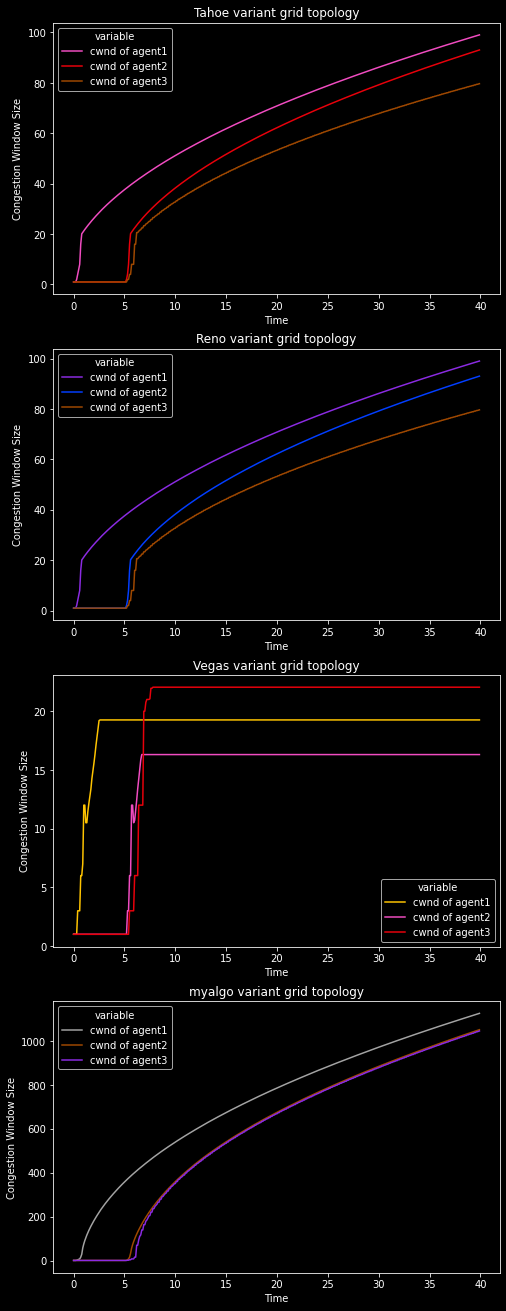 Tahoe variant grid topology
100
80
60
40
20
0
Congestion Window Size
variable
cwnd of agent1
cwnd of agent2
cwnd of agent3
0 5 10 15 20 25 30 35 40
Time
Reno variant grid topology
100
80
60
40
20
0
Congestion Window Size
variable
cwnd of agent1
cwnd of agent2
cwnd of agent3
0 5 10 15 20 25 30 35 40
Time
Vegas variant grid topology
20
15
10
5
0
Congestion Window Size
variable
cwnd of agent1
cwnd of agent2
cwnd of agent3
0 5 10 15 20 25 30 35 40
Time
myalgo variant grid topology
1000
800
600
400
200
0
Congestion Window Size
variable
cwnd of agent1
cwnd of agent2
cwnd of agent3
0 5 10 15 20 25 30 35 40
Time